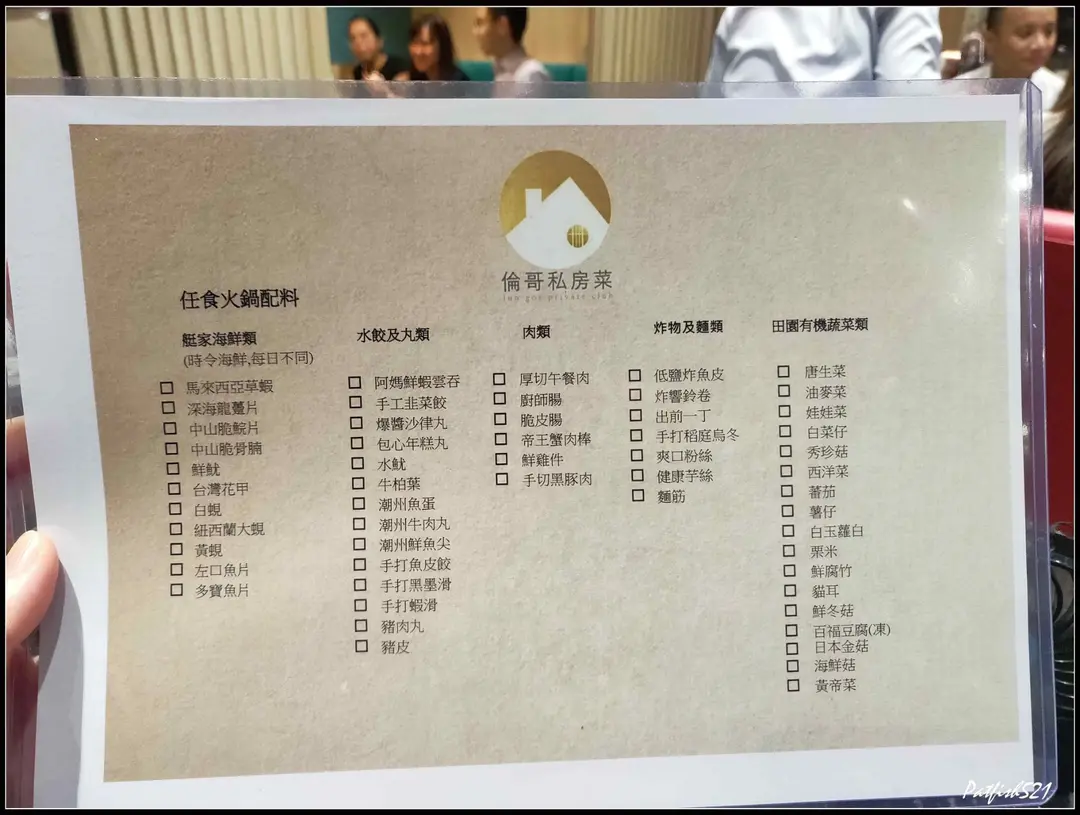 倫哥私房菜
lun gor private club
任食火鍋配料
艇家海鮮類
(時令海鮮,每日不同)
馬來西亞草蝦
深海龍躉片
中山脆鯇片
中山脆骨腩
鮮魷
台灣花甲
白蜆
紐西蘭大蜆
黃蜆
左口魚片
多寶魚片
水餃及丸類
阿媽鮮蝦雲吞
手工韭菜餃
爆醬沙律丸
包心年糕丸
水魷
牛柏葉
潮州魚蛋
潮州牛肉丸
潮州鮮魚尖
手打魚皮餃
手打黑墨滑
手打蝦滑
豬肉丸
豬皮
肉類
厚切午餐肉
廚師腸
脆皮腸
帝王蟹肉棒
鮮雞件
手切黑豚肉
炸物及麵類
低鹽炸魚皮
炸響鈴卷
出前一丁
手打稻庭烏冬
爽口粉絲
健康芋絲
麵筋
田園有機蔬菜類
唐生菜
油麥菜
娃娃菜
白菜仔
秀珍菇
西洋菜
蕃茄
薯仔
白玉蘿白
粟米
鮮腐竹
貓耳
鮮冬菇
百福豆腐(凍)
日本金菇
海鮮菇
黃帝菜
Patfish521